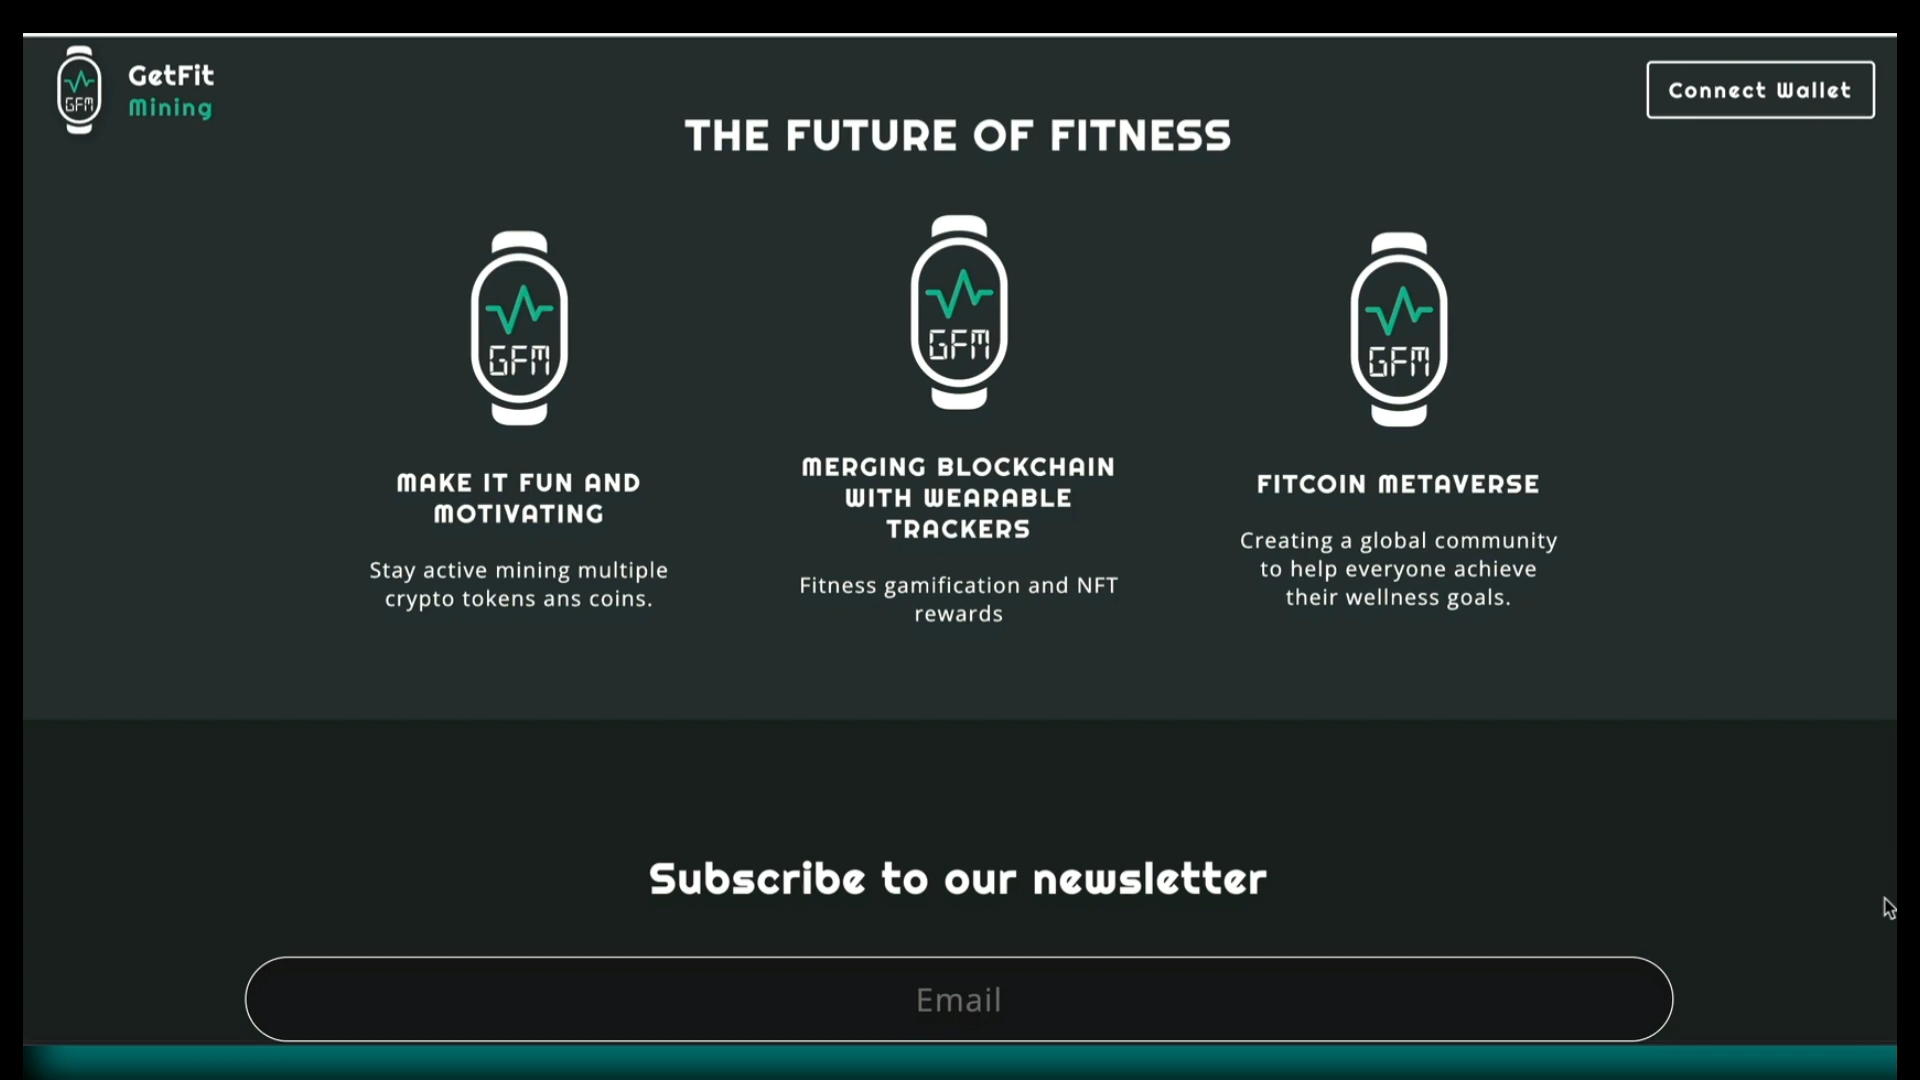 GetFit
Mining
GFM
Connect Wallet
THE FUTURE OF FITNESS
GFM
GFM
GFM
MAKE IT FUN AND
MOTIVATING
Stay active mining multiple
crypto tokens ans coins.
MERGING BLOCKCHAIN
WITH WEARABLE
TRACKERS
Fitness gamification and NFT
rewards
FITCOIN METAVERSE
Creating a global community
to help everyone achieve
their wellness goals.
Subscribe to our newsletter
Email